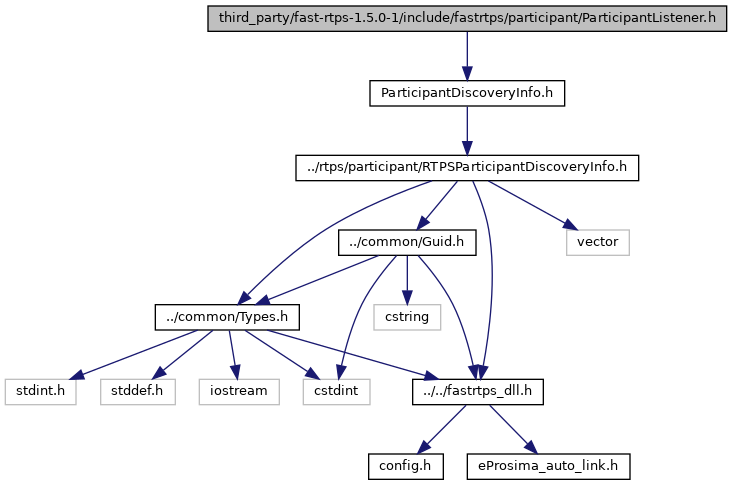 third_party/fast-rtps-1.5.0-1/include/fastrtps/participant/ParticipantListener.h
ParticipantDiscoveryInfo.h
../rtps/participant/RTPSParticipantDiscoveryInfo.h
../common/Guid.h
vector
../common/Types.h
cstring
stdint.h
stddef.h
iostream
cstdint
../../fastrtps_dll.h
config.h
eProsima_auto_link.h